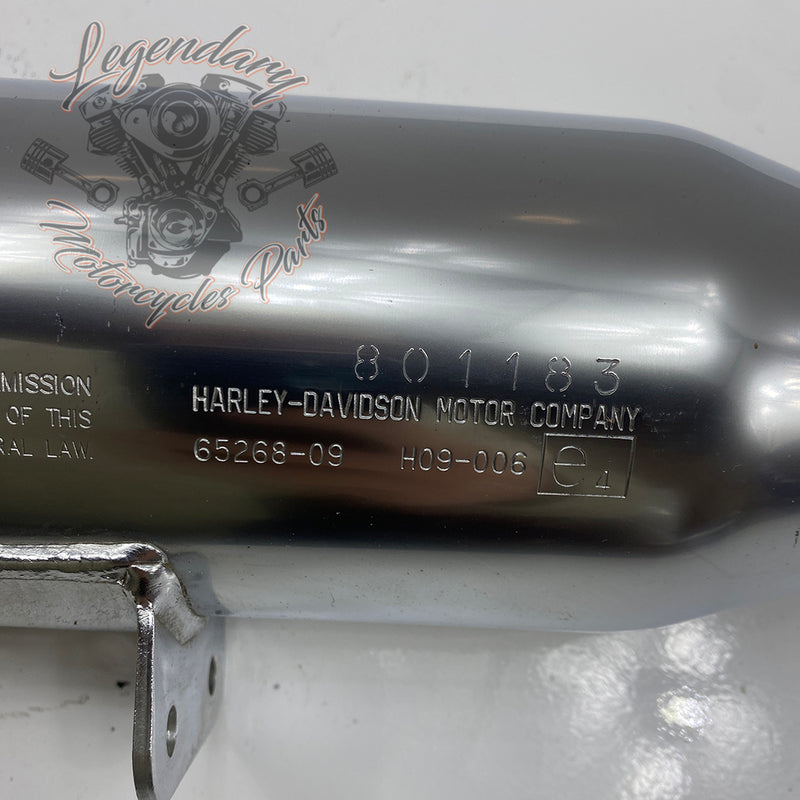 Legendary
Motorcycles Parts
801183
MISSION
OF THIS
RAL LAW.
HARLEY-DAVIDSON MOTOR COMPANY
65268-09 H09-006 e4